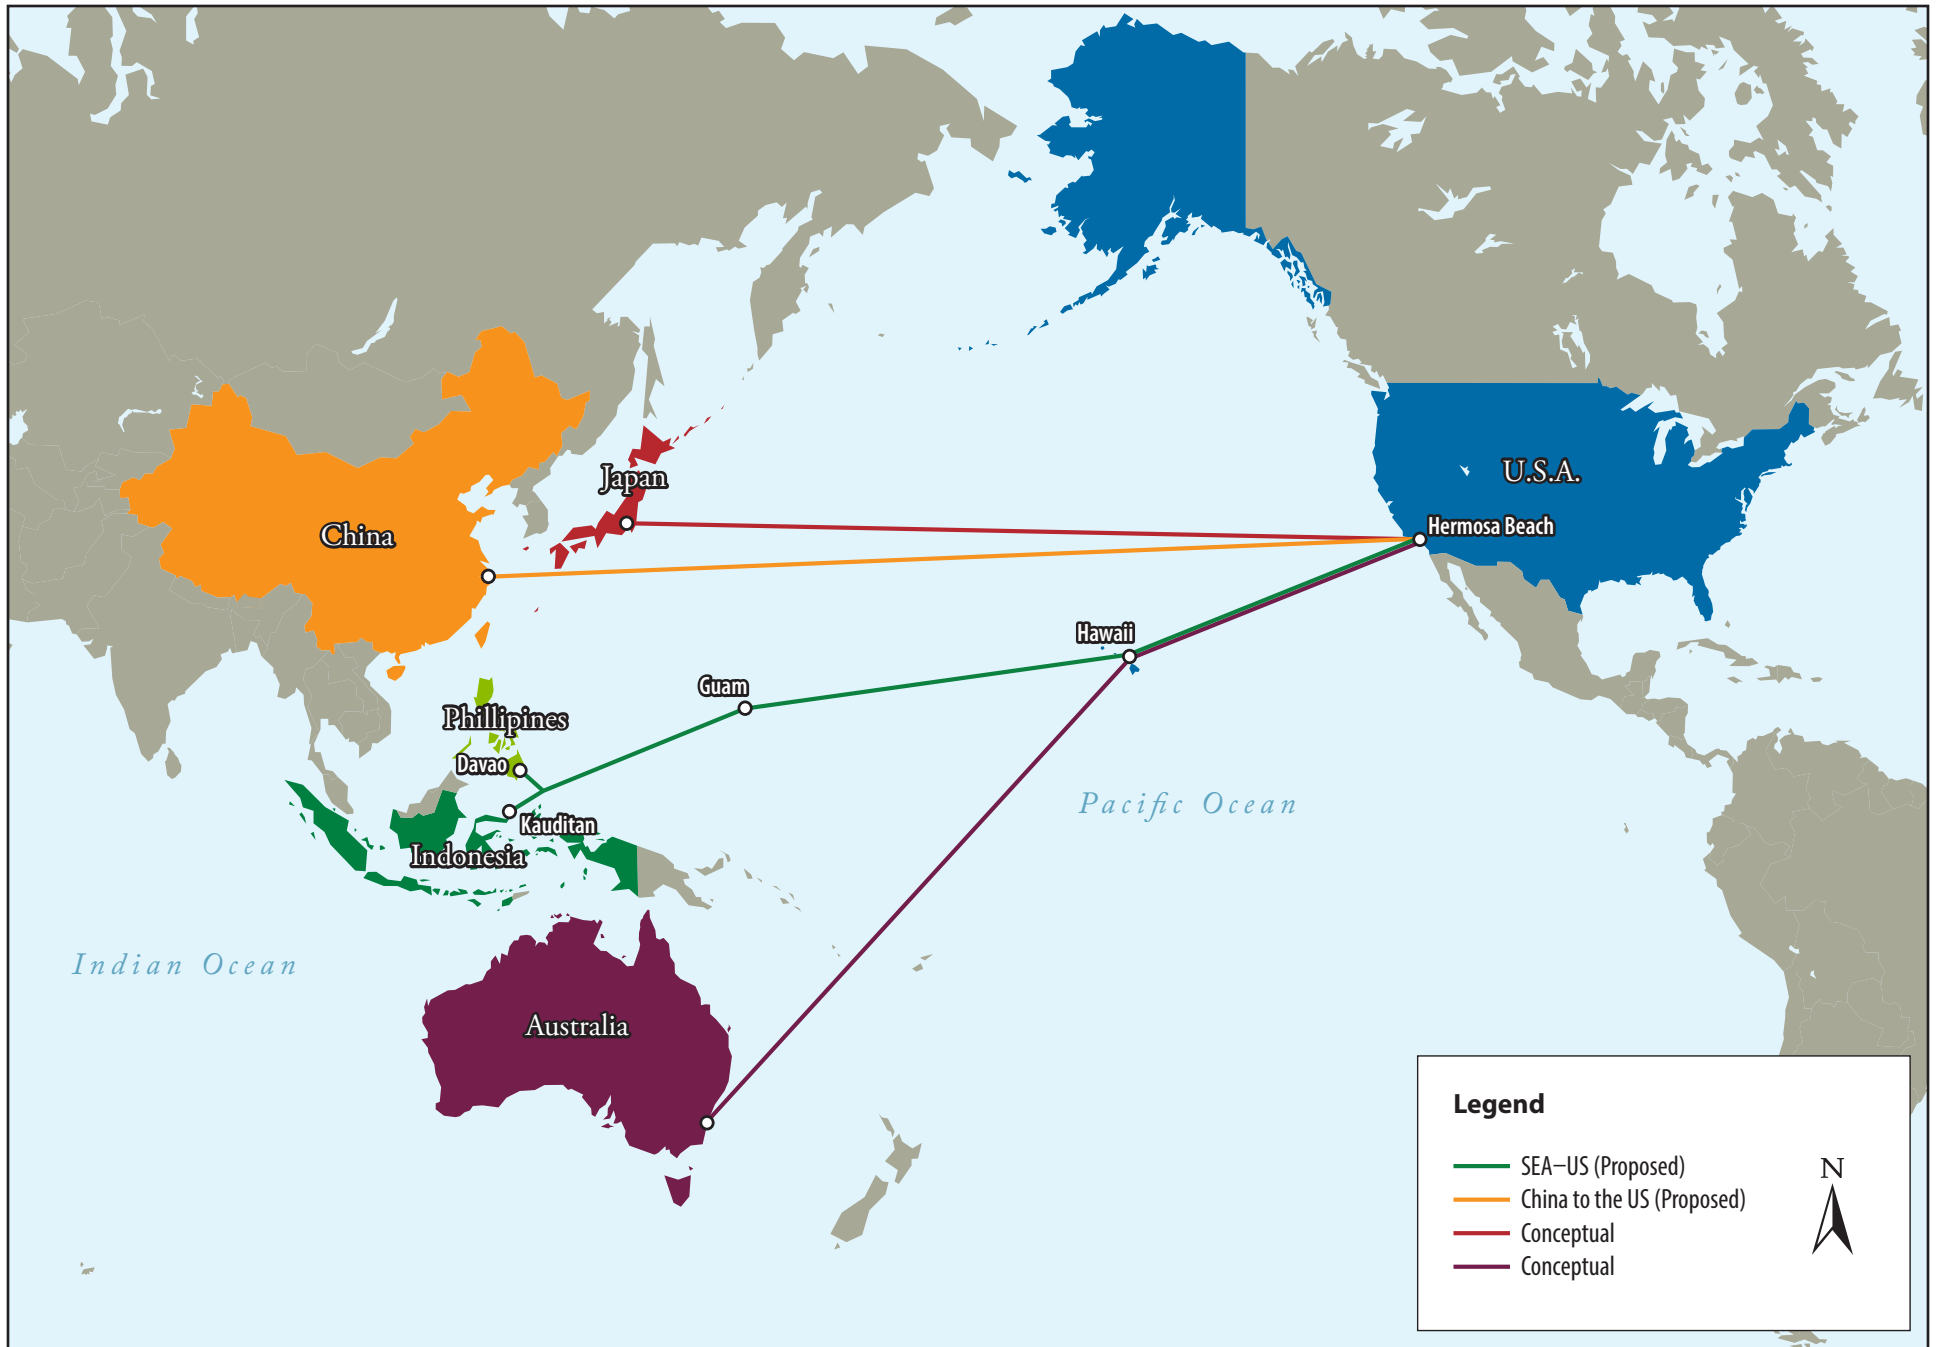 Japan
U.S.A.
China
Hermosa Beach
Hawaii
Guam
Phillipines
Davao
Pacific Ocean
Kauditan
Indonesia
Indian Ocean
Australia
Legend
SEA–US (Proposed)
China to the US (Proposed)
Conceptual
Conceptual
N